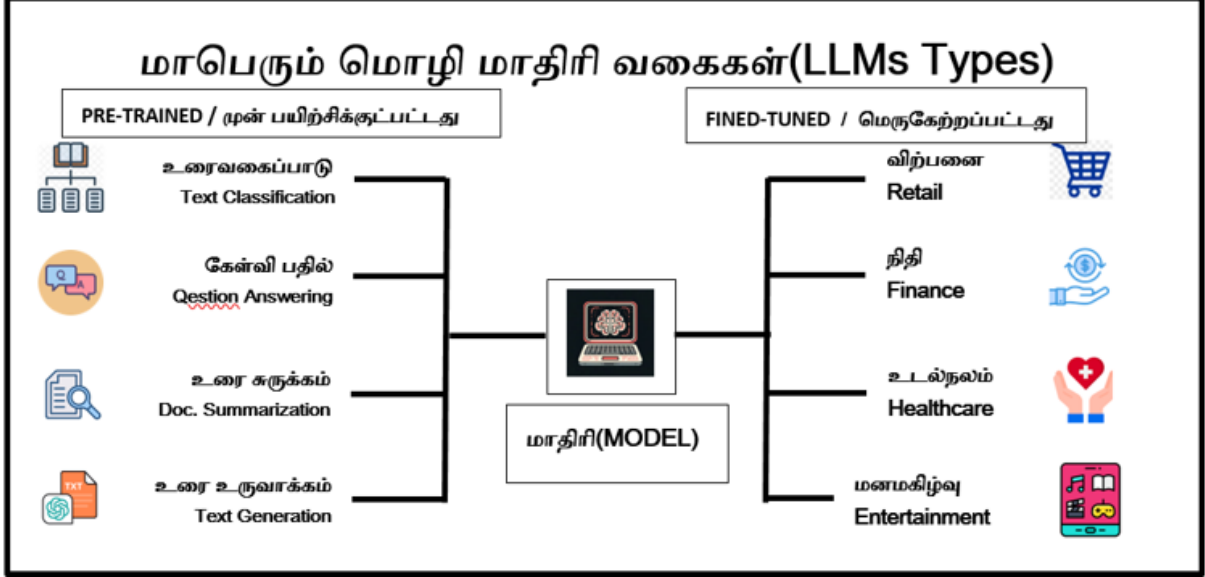 மாபெரும் மொழி மாதிரி வகைகள்(LLMs Types)
PRE-TRAINED / முன் பயிற்சிக்குட்பட்டது
உரைவகைப்பாடு
Text Classification
கேள்வி பதில்
Qestion Answering
உரை சுருக்கம்
Doc. Summarization
TXT
உரை உருவாக்கம்
Text Generation
Q
A
மாதிரி(MODEL)
FINED-TUNED / மெருகேற்றப்பட்டது
விற்பனை
Retail
நிதி
Finance
$
உடல்நலம்
Healthcare
மனமகிழ்வு
Entertainment